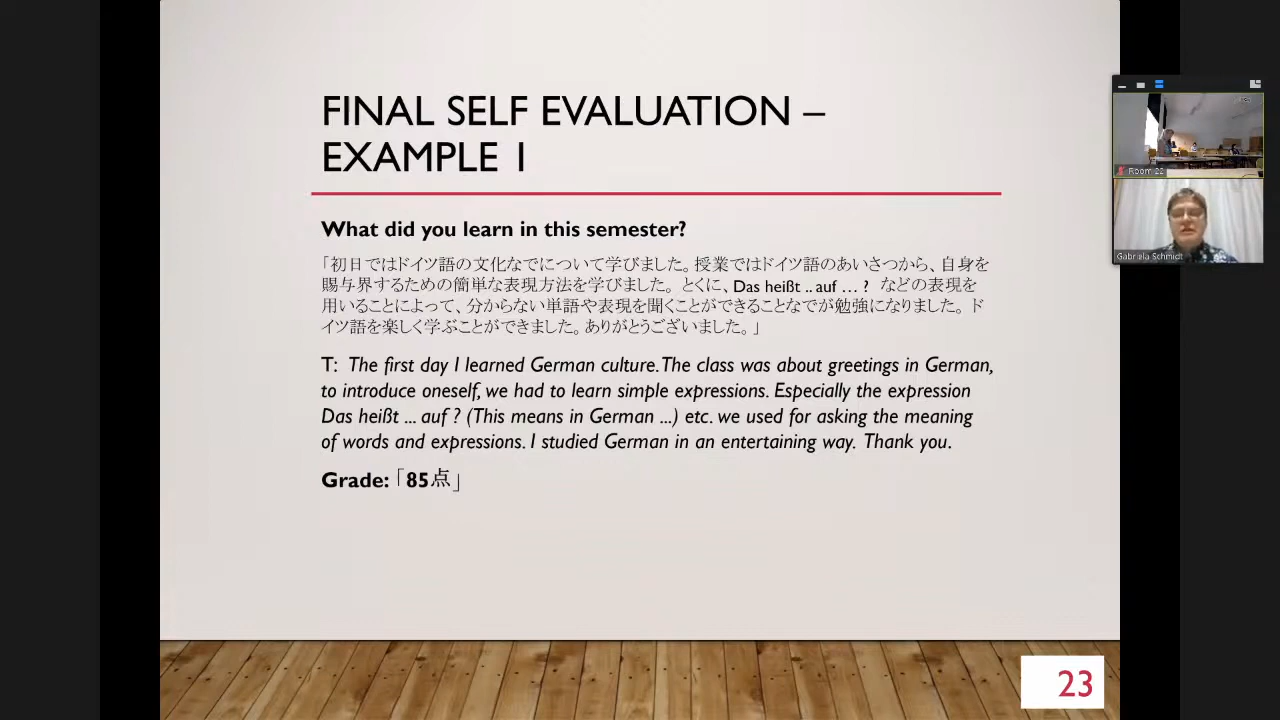 FINAL SELF EVALUATION –
EXAMPLE 1
What did you learn in this semester?
「初日ではドイツ語の文化なでについて学びました。授業ではドイツ語のあいさつから、自身を
賜与界するための簡単な表現方法を学びました。とくに、Das heißt .. auf … ? などの表現を
用いることによって、分からない単語や表現を聞くことができることなでが勉強になりました。ド
イツ語を楽しく学ぶことができました。ありがとうございました。」
T: The first day I learned German culture. The class was about greetings in German,
to introduce oneself, we had to learn simple expressions. Especially the expression
Das heißt ... auf ? (This means in German ...) etc. we used for asking the meaning
of words and expressions. I studied German in an entertaining way. Thank you.
Grade: 「85点」
23
Room 22
Gabriela Schmidt